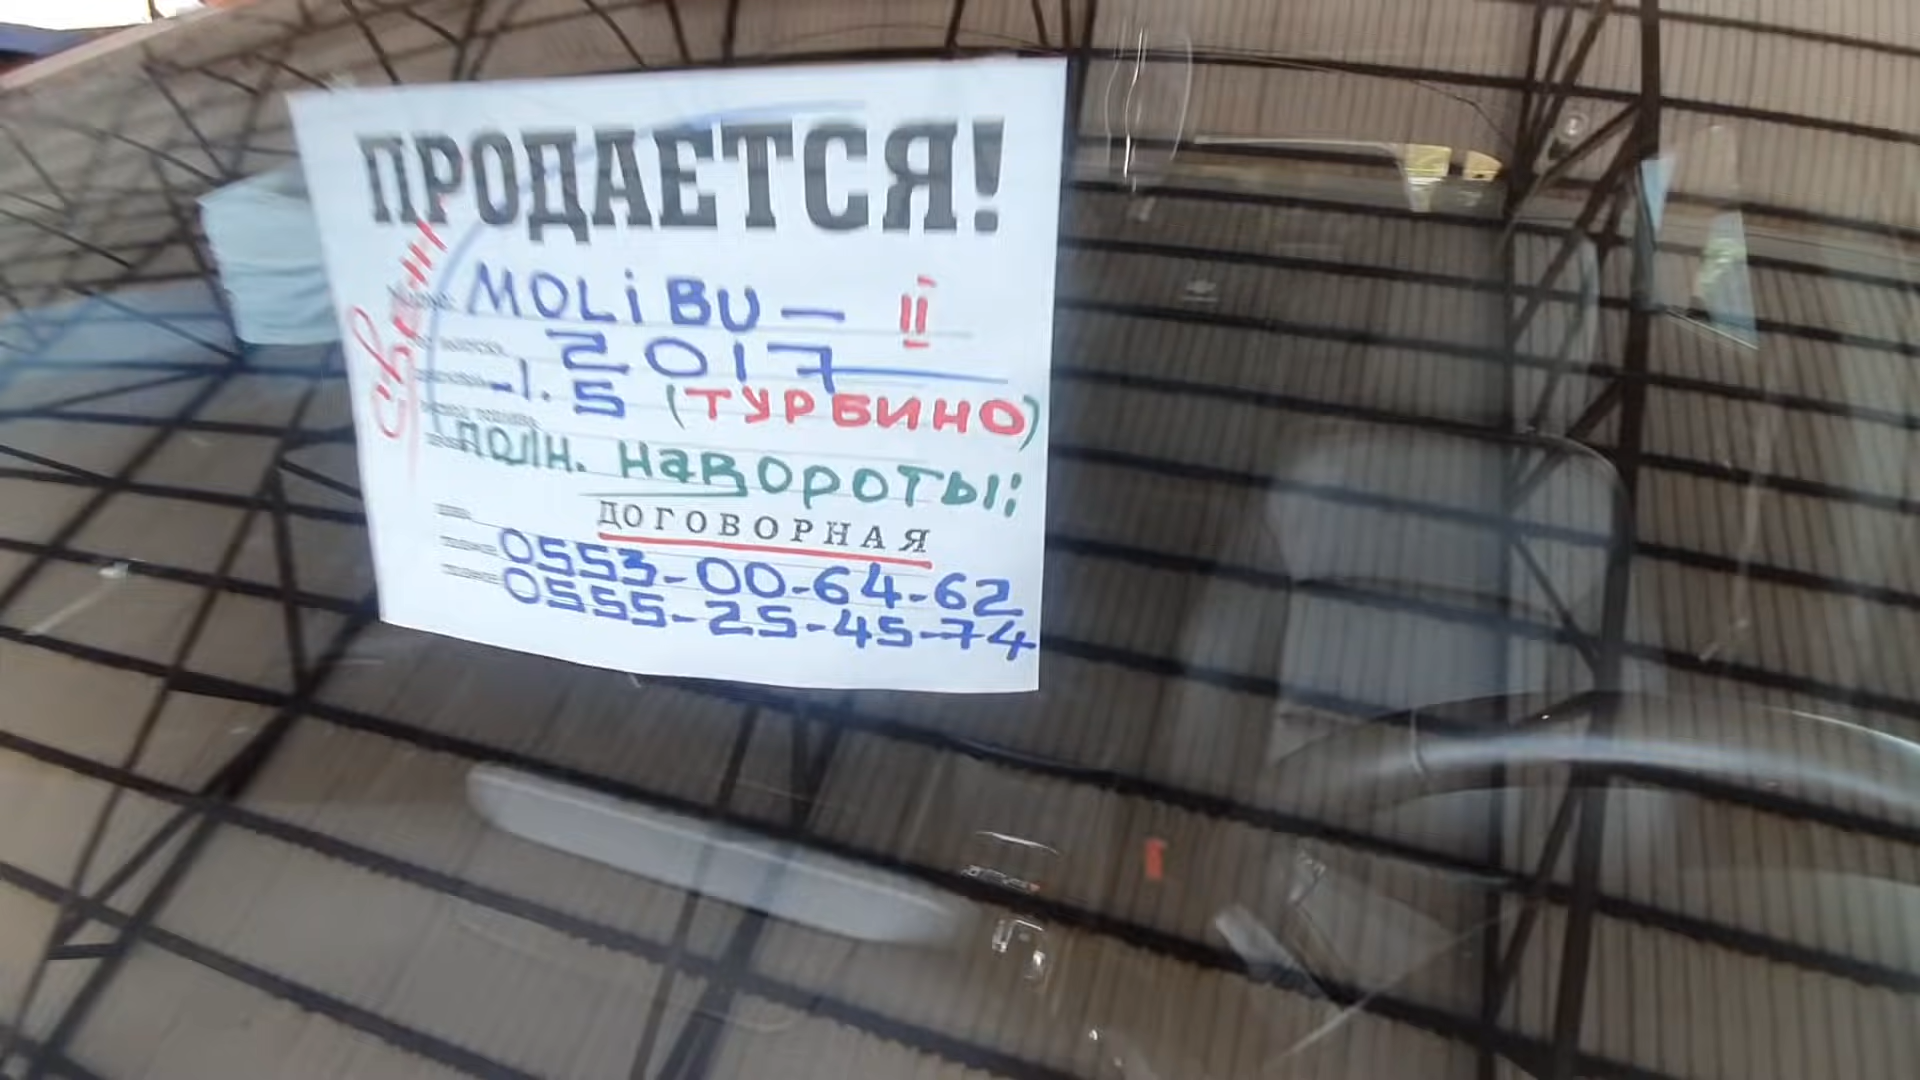 ПРОДАЕТСЯ!
MOLiBU — II
2017
-1.5 (ТУРБИНО)
полн. навороты;
ДОГОВОРНАЯ
0553-00-64-62
0555-25-45-74